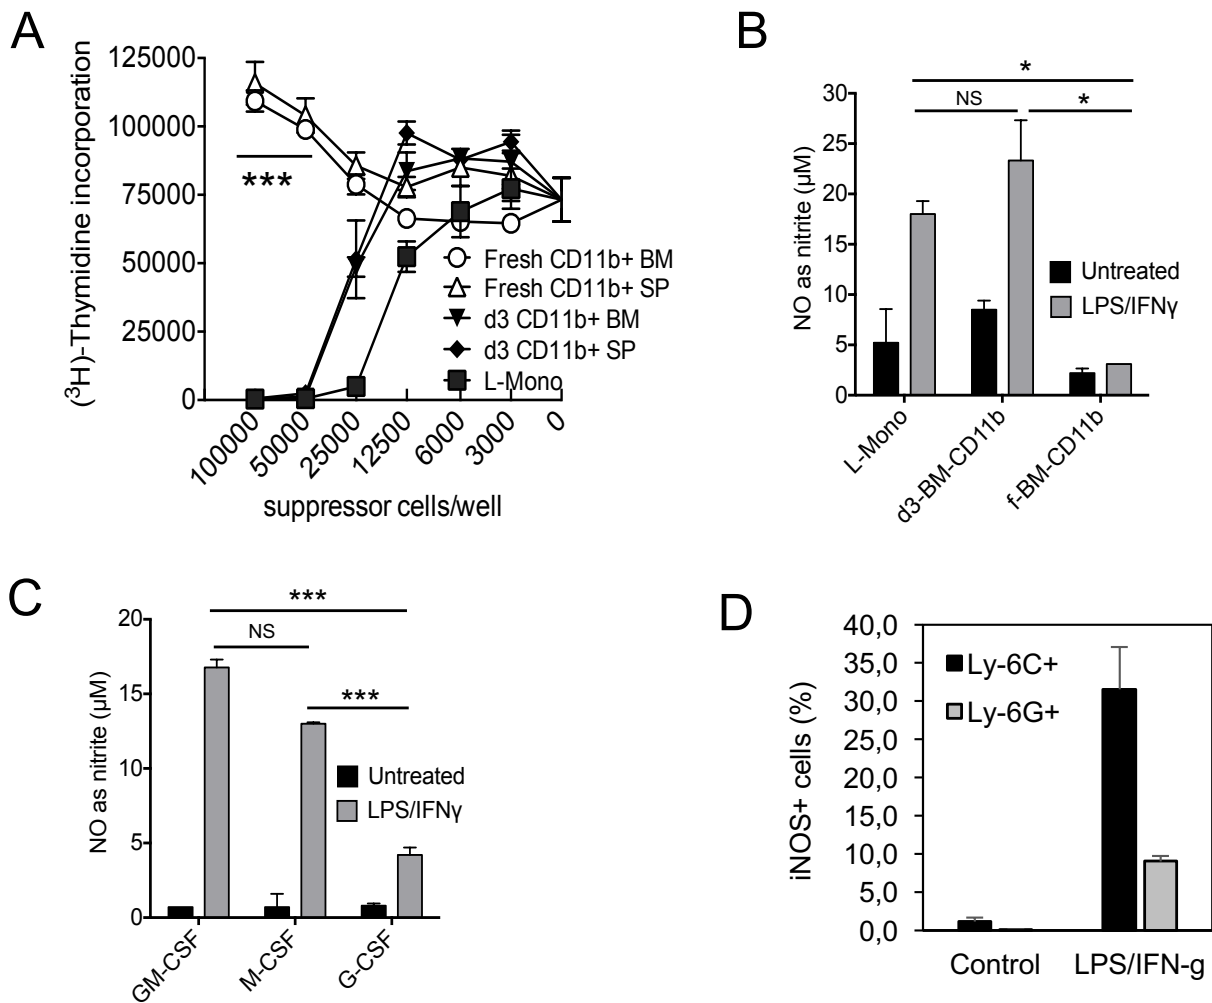 A
(³H)-Thymidine incorporation
125000
100000
75000
50000
25000
0
***
Fresh CD11b+ BM
Fresh CD11b+ SP
d3 CD11b+ BM
d3 CD11b+ SP
L-Mono
100000
50000
25000
12500
6000
3000
0
suppressor cells/well
B
NO as nitrite (μM)
30
25
20
15
10
5
0
*
NS
*
Untreated
LPS/IFNγ
L-Mono
d3-BM-CD11b
f-BM-CD11b
C
NO as nitrite (μM)
20
15
10
5
0
***
NS
***
Untreated
LPS/IFNγ
GM-CSF
M-CSF
G-CSF
D
iNOS+ cells (%)
40,0
35,0
30,0
25,0
20,0
15,0
10,0
5,0
0,0
Ly-6C+
Ly-6G+
Control
LPS/IFN-g